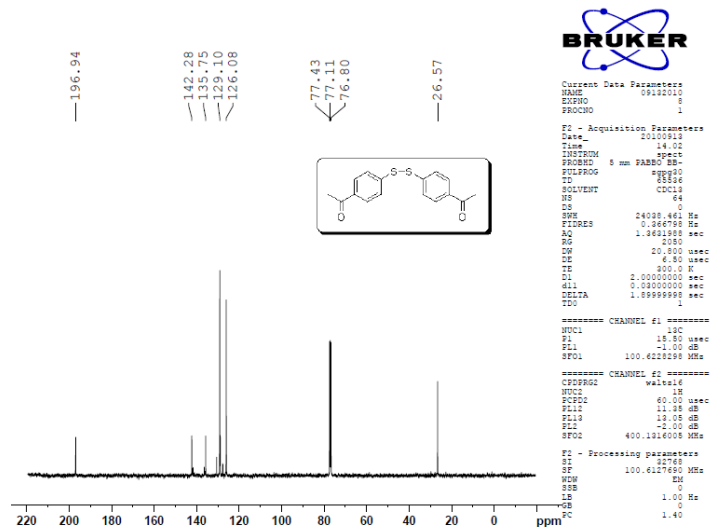 BRUKER
196.94
142.28
135.75
129.10
126.08
77.43
77.11
76.80
26.57
S-S
O
O
220 200 180 160 140 120 100 80 60 40 20 0 ppm
Current Data Parameters
NAME 09132010
EXPNO 8
PROCNO 1
F2 - Acquisition Parameters
Date_ 20100913
Time 14.02
INSTRUM spect
PROBHD 5 mm PABBO BB-
PULPROG zgpg30
TD 65536
SOLVENT CDCl3
NS 64
DS 0
SWH 24038.461 Hz
FIDRES 0.366798 Hz
AQ 1.3631988 sec
RG 2050
DW 20.800 usec
DE 6.50 usec
TE 300.0 K
D1 2.00000000 sec
d11 0.03000000 sec
DELTA 1.89999998 sec
TD0 1
======== CHANNEL f1 ========
NUC1 13C
P1 15.50 usec
PL1 -1.00 dB
SFO1 100.6228298 MHz
======== CHANNEL f2 ========
CPDPRG2 waltz16
NUC2 1H
PCPD2 60.00 usec
PL12 11.35 dB
PL13 13.05 dB
PL2 -2.00 dB
SFO2 400.1316005 MHz
F2 - Processing parameters
SI 32768
SF 100.6127690 MHz
WDW EM
SSB 0
LB 1.00 Hz
GB 0
PC 1.40